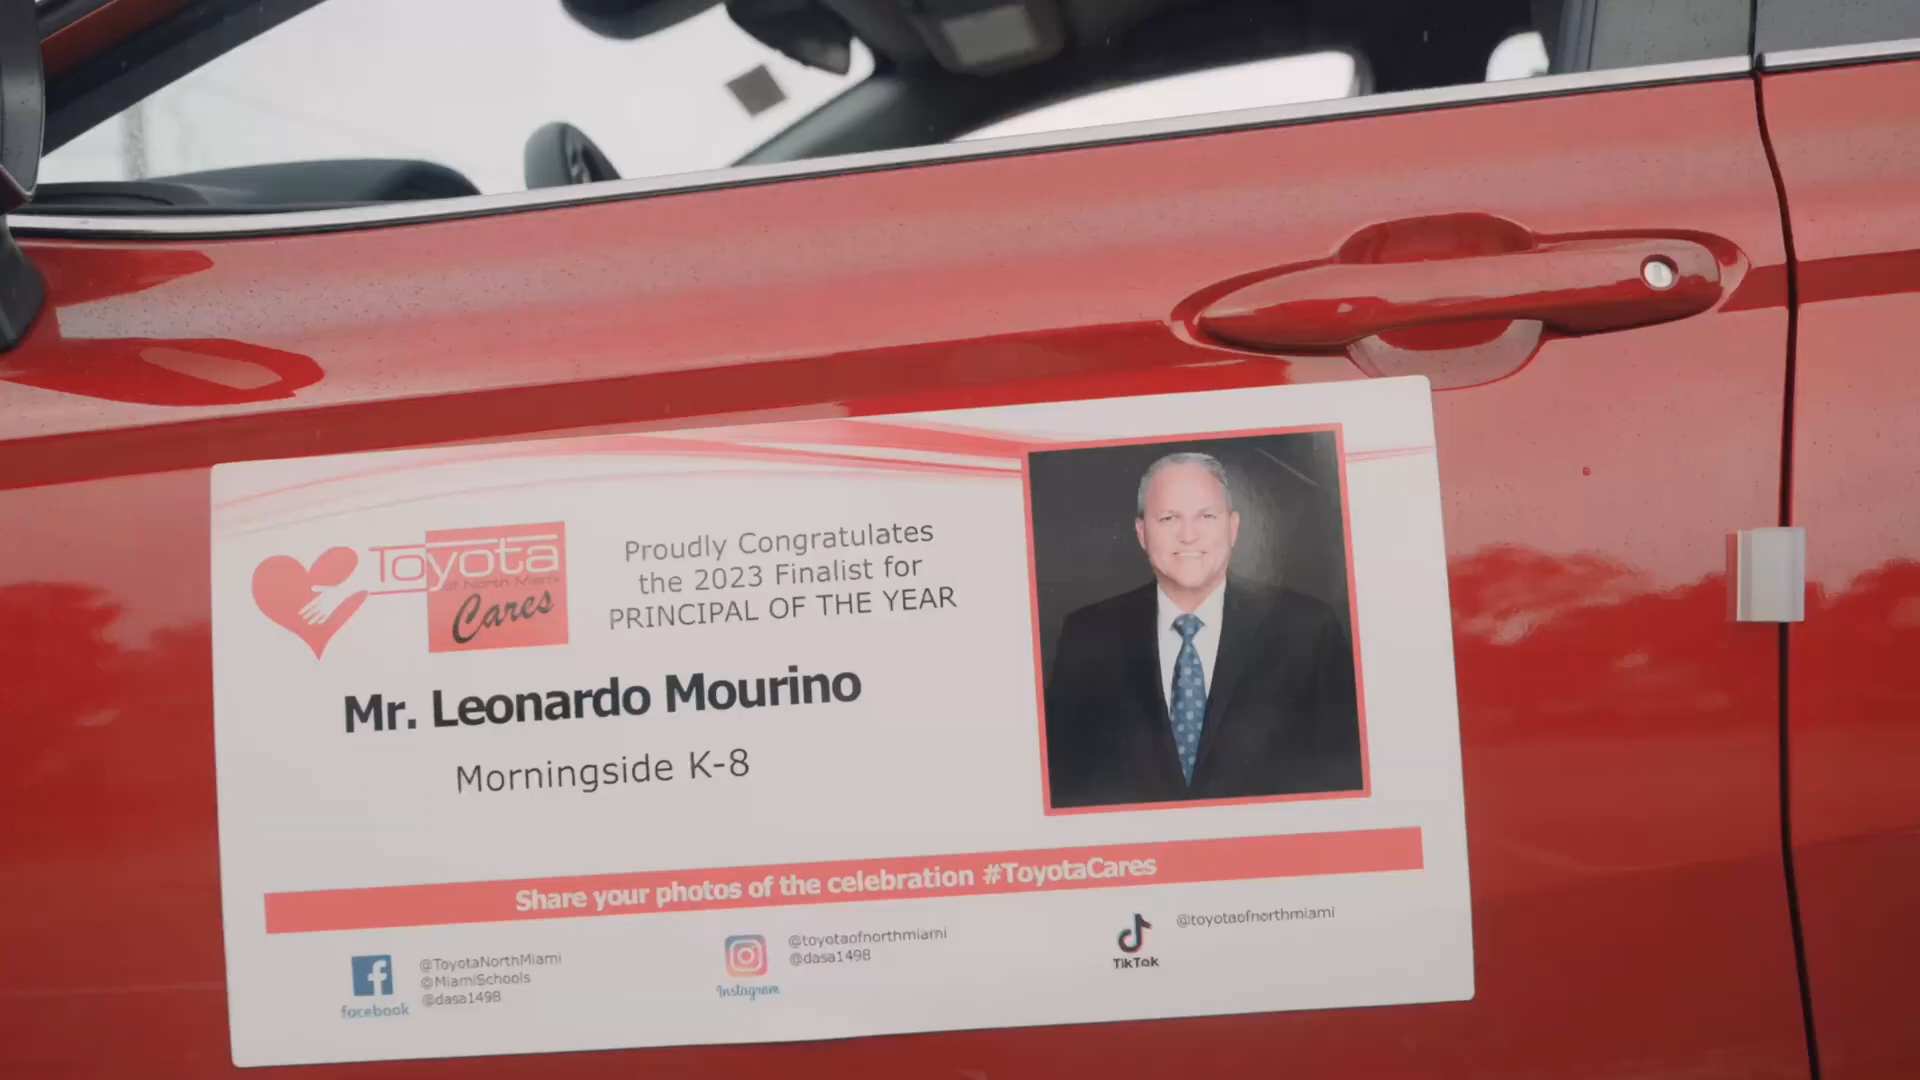 Toyota
of North Miami
Cares
Proudly Congratulates
the 2023 Finalist for
PRINCIPAL OF THE YEAR
Mr. Leonardo Mourino
Morningside K-8
Share your photos of the celebration #ToyotaCares
facebook
@ToyotaNorthMiami
@MiamiSchools
@dasa1498
Instagram
@toyotaofnorthmiami
@dasa1498
TikTok
@toyotaofnorthmiami